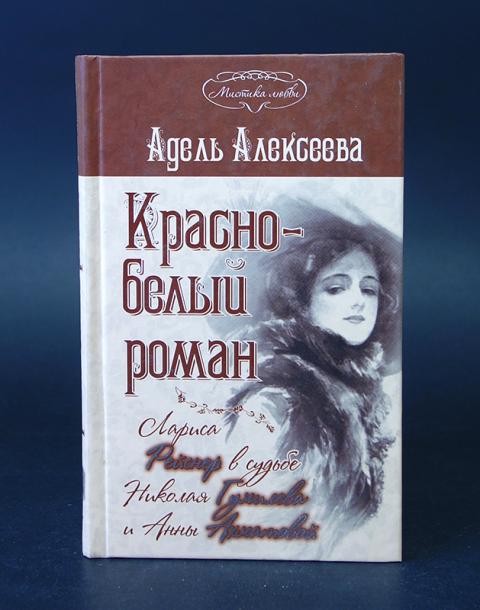 Мистика любви
Адель Алексеева
Красно-
белый
роман
Лариса
Рейснер в судьбе
Николая Гумилева
и Анны Ахматовой